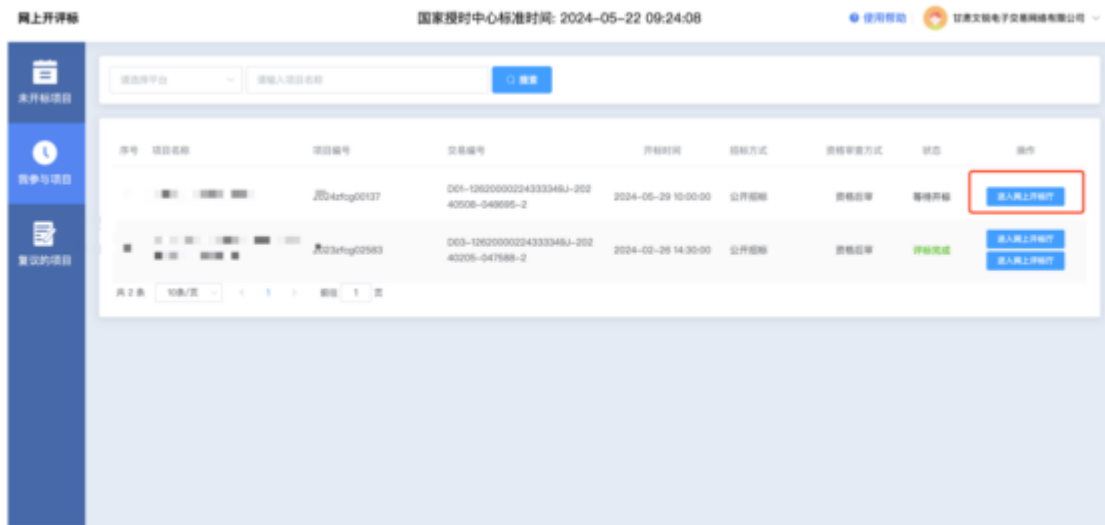 网上开评标
国家授时中心标准时间: 2024-05-22 09:24:08
使用帮助
甘肃文锐电子交易网络有限公司
未开标项目
我参与项目
复议的项目
请选择平台
请输入项目名称
搜索
序号 项目名称 项目编号 交易编号 开标时间 招标方式 资格审查方式 状态 操作
2024zfcg00137
D01-12620000224333349J-202
40508-048695-2
2024-05-29 10:00:00 公开招标 资格后审 等待开标 进入网上开标厅
2023zfcg02583
D03-12620000224333349J-202
40205-047588-2
2024-02-26 14:30:00 公开招标 资格后审 评标完成 进入网上开标厅
进入网上评标厅
共 2 条 10条/页 < 1 > 前往 1 页